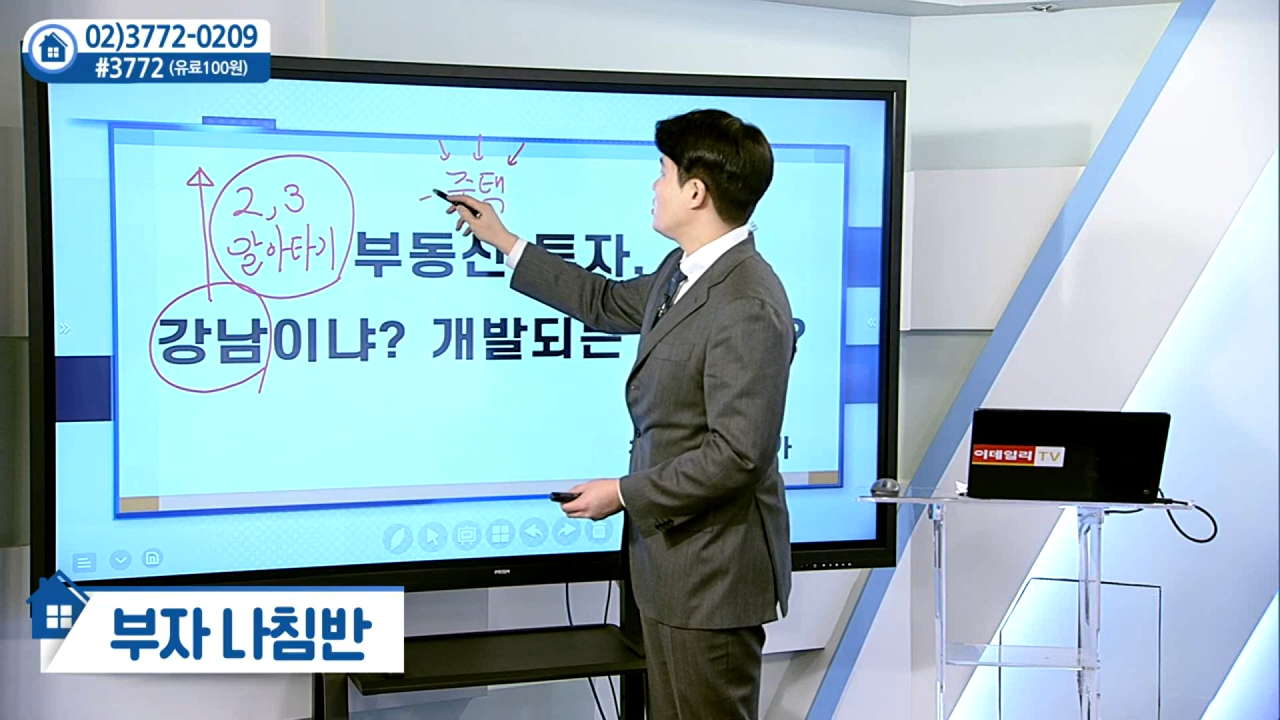 02)3772-0209
#3772 (유료100원)
주택
2, 3
갈아타기
부동산 투자,
강남이냐? 개발되는
?
가
PRISM
이데일리 TV
부자 나침반